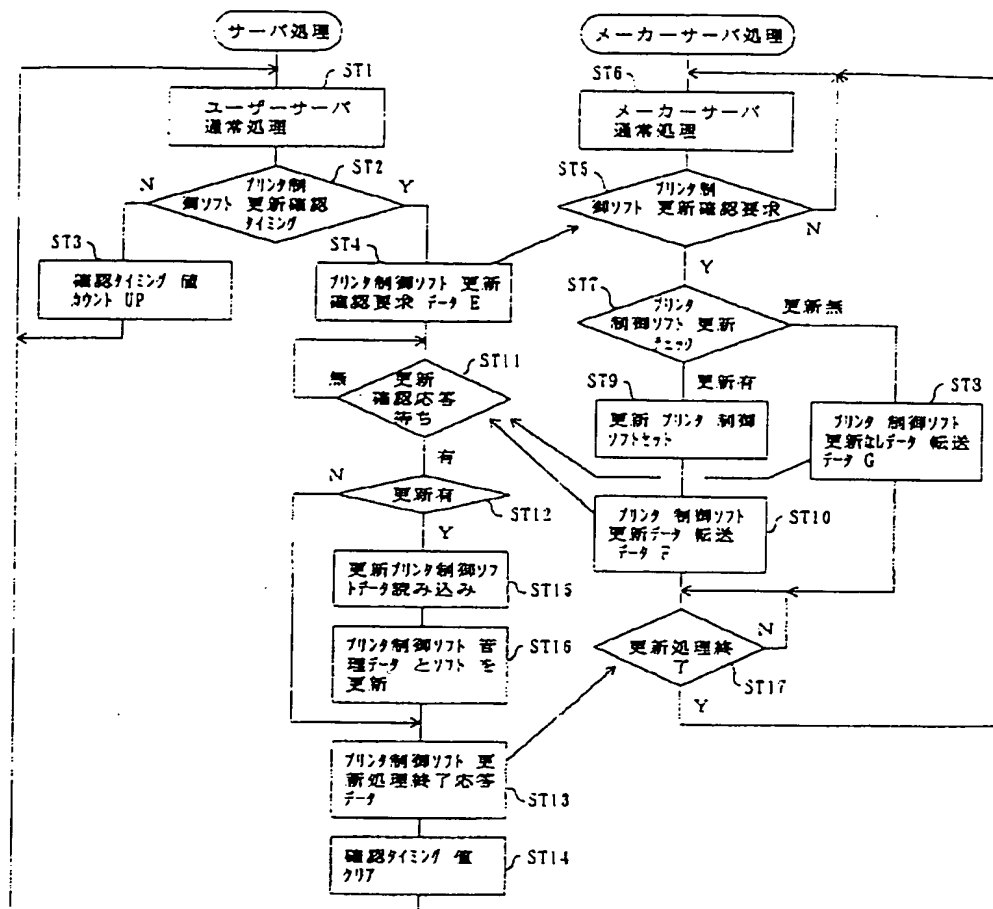 サーバ処理
ST1
ユーザーサーバ
通常処理
ST2
プリンタ制
御ソフト 更新確認
タイミング
N
Y
ST3
確認タイミング 値
カウント UP
ST4
プリンタ制御ソフト 更新
確認要求 データ E
ST11
更新
確認応答
待ち
無
有
N
更新有
ST12
Y
更新プリンタ制御ソフ
トデータ読み込み
ST15
プリンタ制御ソフト 管
理データ とソフト を
更新
ST16
プリンタ制御ソフト 更
新処理終了応答
データ
ST13
確認タイミング 値
クリア
ST14
メーカーサーバ処理
ST6
メーカーサーバ
通常処理
ST5
プリンタ制
御ソフト 更新確認要求
N
Y
ST7
プリンタ
制御ソフト 更新
チェック
更新無
更新有
ST9
更新 プリンタ 制御
ソフトセット
ST8
プリンタ 制御ソフト
更新なしデータ 転送
データ G
プリンタ 制御ソフト
更新データ 転送
データ F
ST10
更新処理終
了
N
ST17
Y